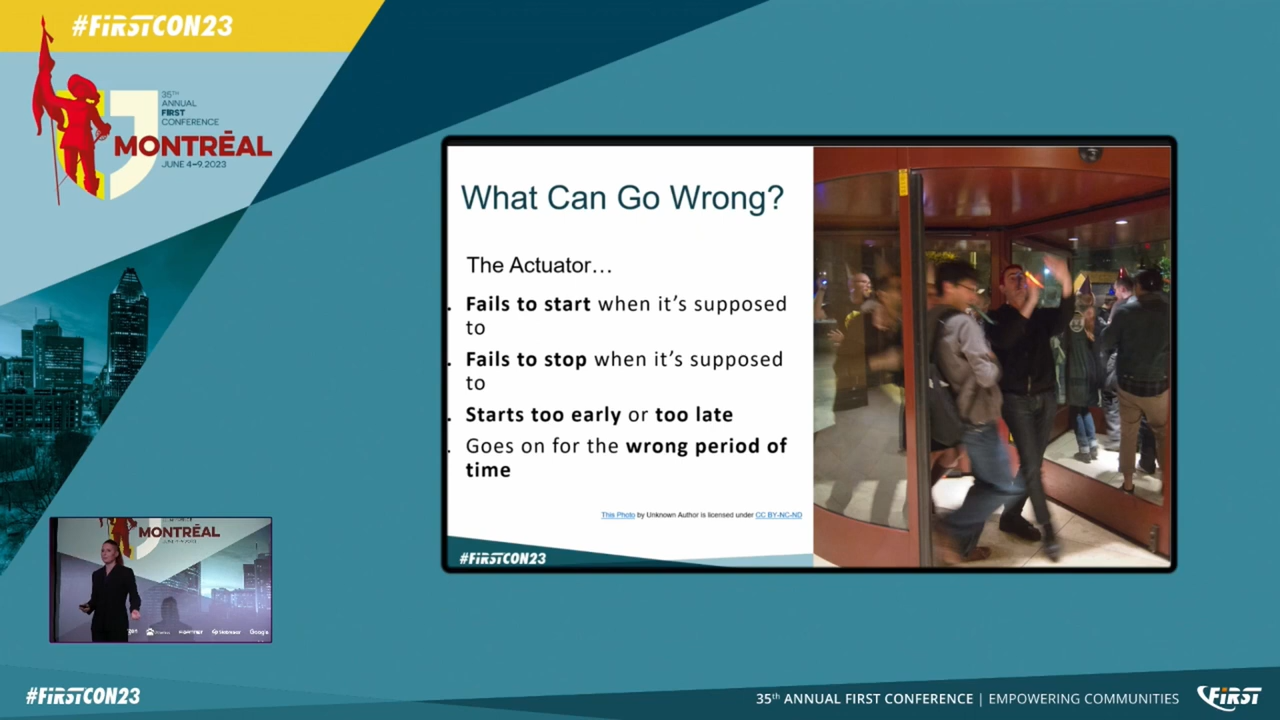 #FiRSTCON23
35TH
ANNUAL
FIRST
CONFERENCE
MONTRĒAL
JUNE 4-9.2023
What Can Go Wrong?
The Actuator…
. Fails to start when it’s supposed
to
. Fails to stop when it’s supposed
to
. Starts too early or too late
. Goes on for the wrong period of
time
This Photo by Unknown Author is licensed under CC BY-NC-ND
#FiRSTCON23
MONTRĒAL
#FiRSTCON23
35th ANNUAL FIRST CONFERENCE | EMPOWERING COMMUNITIES
FiRST